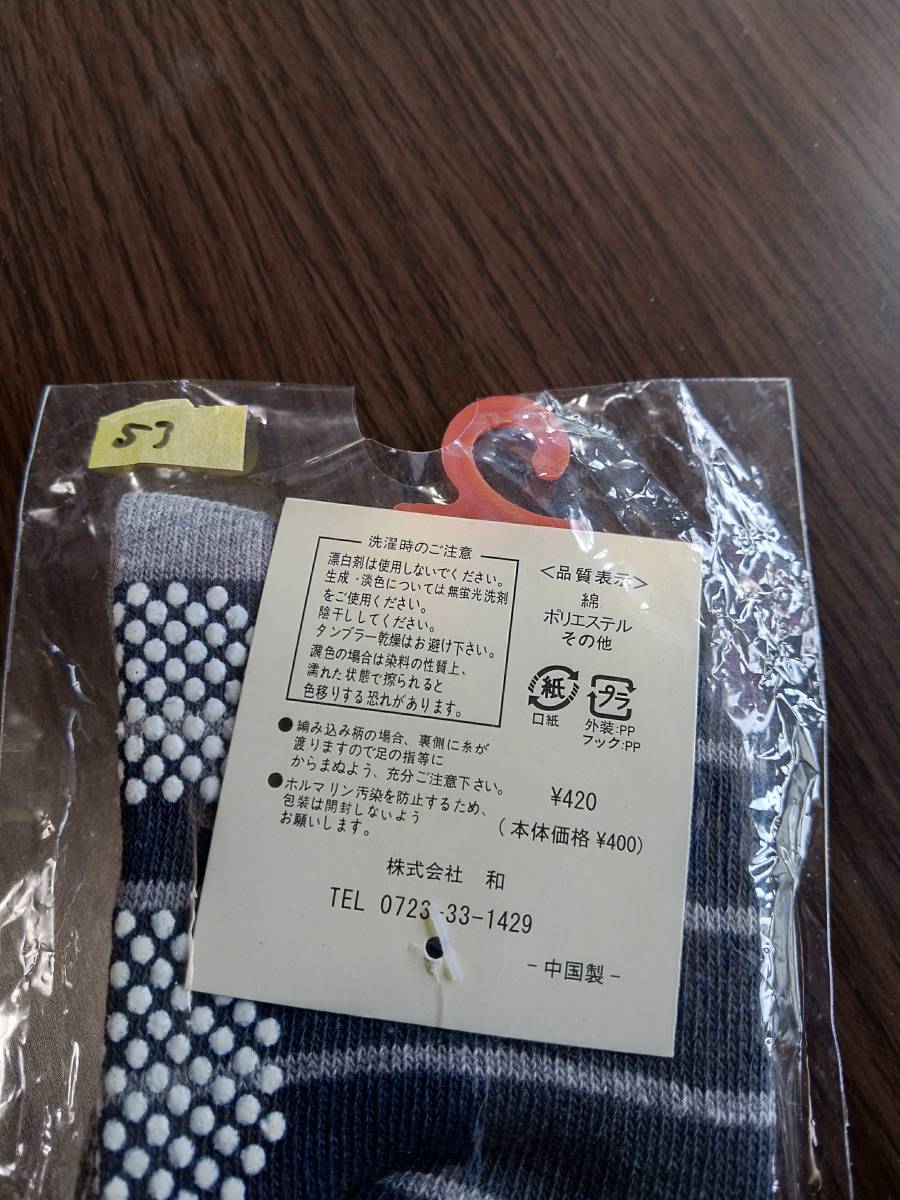 53
洗濯時のご注意
漂白剤は使用しないでください。
生成・淡色については無蛍光洗剤
をご使用ください。
陰干ししてください。
タンブラー乾燥はお避け下さい。
濃色の場合は染料の性質上、
濡れた状態で擦られると
色移りする恐れがあります。
●編み込み柄の場合、裏側に糸が
渡りますので足の指等に
からまぬよう、充分ご注意下さい。
●ホルマリン汚染を防止するため、
包装は開封しないよう
お願いします。
<品質表示>
綿
ポリエステル
その他
紙
口紙
プラ
外装:PP
フック:PP
¥420
(本体価格 ¥400)
株式会社 和
TEL 0723-33-1429
-中国製-